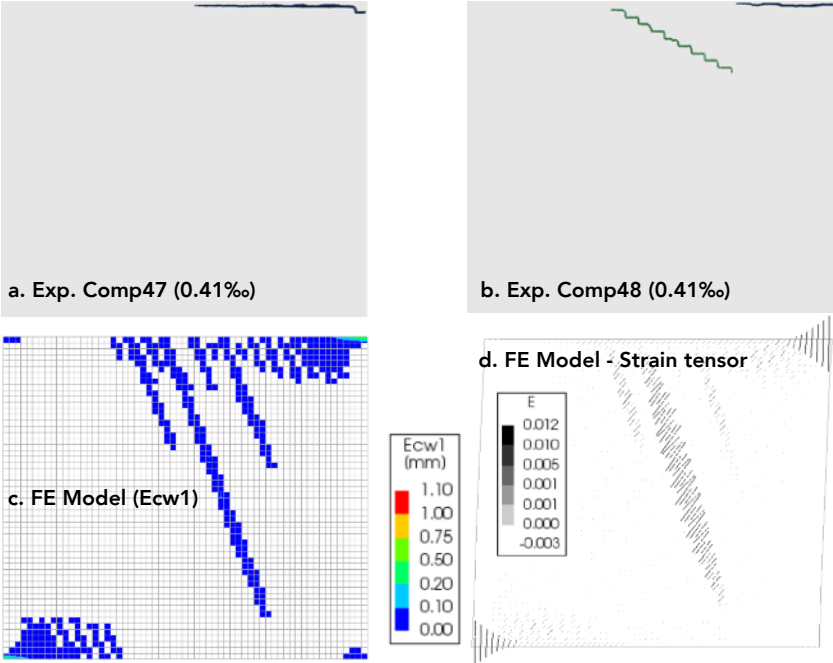 a. Exp. Comp47 (0.41‰)
b. Exp. Comp48 (0.41‰)
c. FE Model (Ecw1)
Ecw1
(mm)
1.10
1.00
0.75
0.50
0.20
0.10
0.00
d. FE Model - Strain tensor
E
0.012
0.010
0.005
0.001
0.001
0.000
-0.003